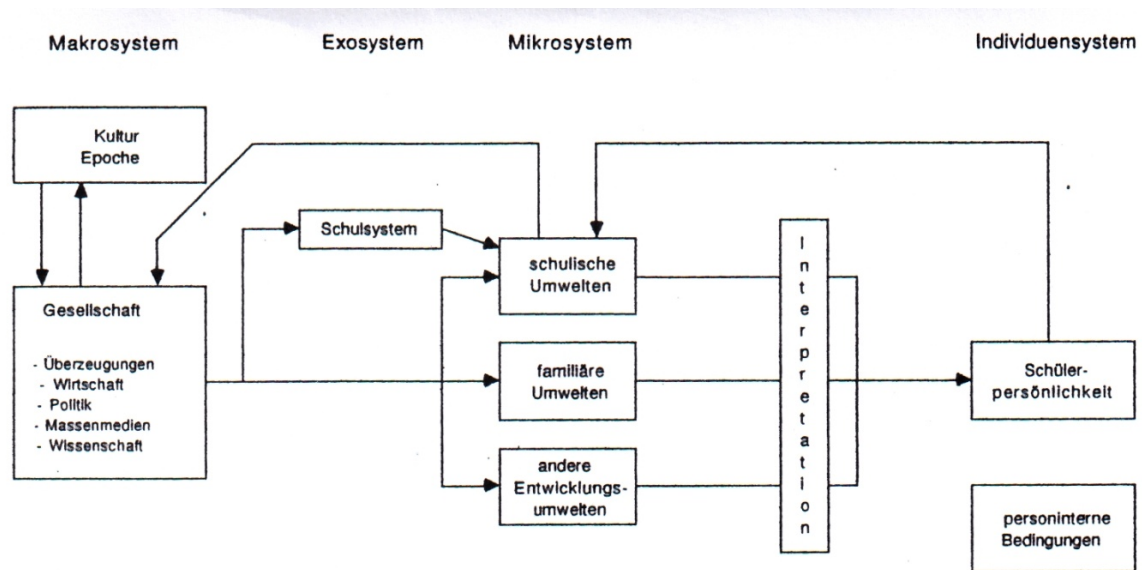 Makrosystem Exosystem Mikrosystem Individuensystem
Kultur
Epoche
Schulsystem
schulische
Umwelten
Gesellschaft
- Überzeugungen
- Wirtschaft
- Politik
- Massenmedien
- Wissenschaft
familiäre
Umwelten
andere
Entwicklungs-
umwelten
I
n
t
e
r
p
r
e
t
a
t
i
o
n
Schüler-
persönlichkeit
personinterne
Bedingungen